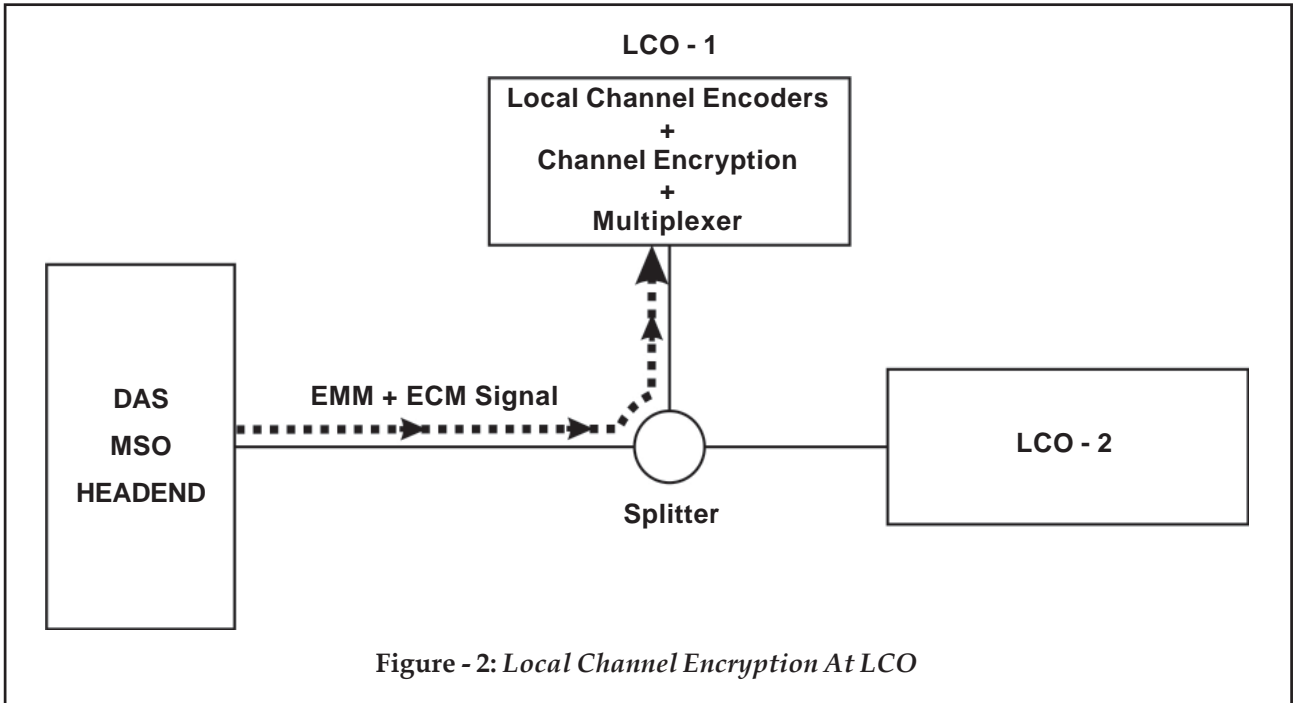 LCO - 1
Local Channel Encoders
+
Channel Encryption
+
Multiplexer
DAS
MSO
HEADEND
EMM + ECM Signal
Splitter
LCO - 2
Figure - 2: Local Channel Encryption At LCO